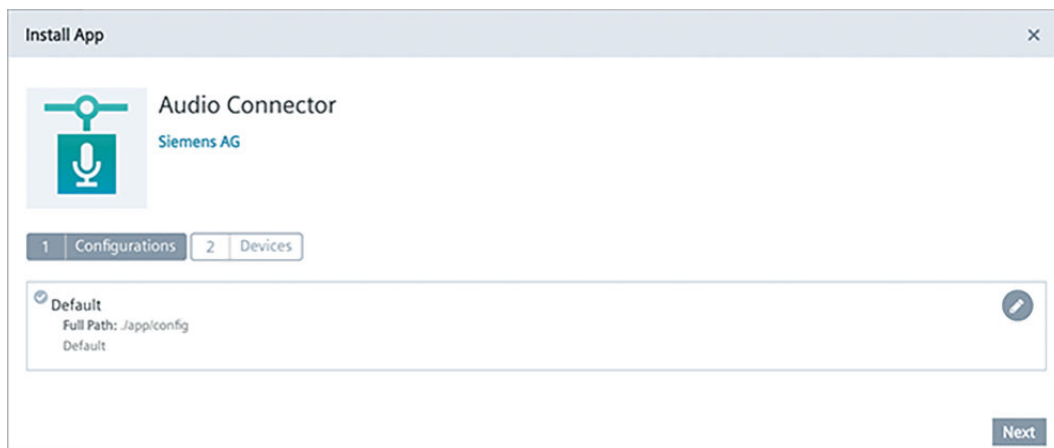 Install App
Audio Connector
Siemens AG
1 Configurations 2 Devices
Default
Full Path: ./app/config
Default
Next